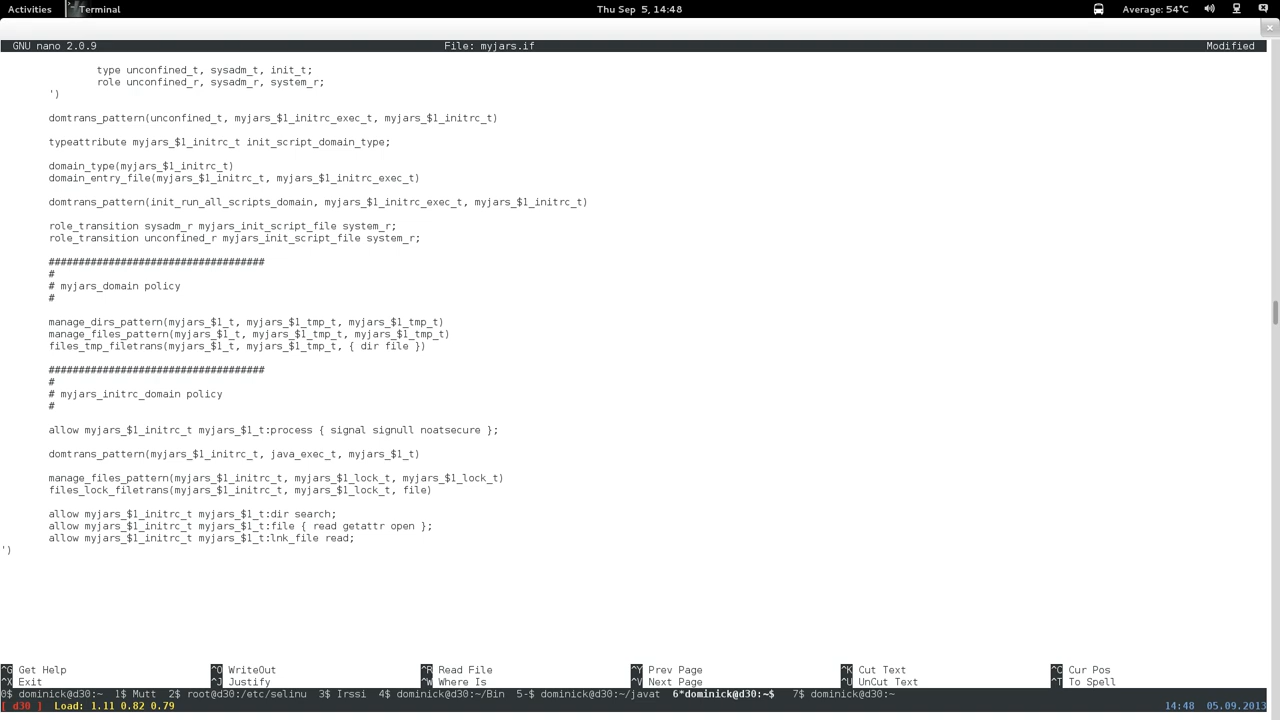 Activities Terminal Thu Sep 5, 14:48 Average: 54°C
GNU nano 2.0.9 File: myjars.if Modified
type unconfined_t, sysadm_t, init_t;
role unconfined_r, sysadm_r, system_r;
')
domtrans_pattern(unconfined_t, myjars_$1_initrc_exec_t, myjars_$1_initrc_t)
typeattribute myjars_$1_initrc_t init_script_domain_type;
domain_type(myjars_$1_initrc_t)
domain_entry_file(myjars_$1_initrc_t, myjars_$1_initrc_exec_t)
domtrans_pattern(init_run_all_scripts_domain, myjars_$1_initrc_exec_t, myjars_$1_initrc_t)
role_transition sysadm_r myjars_init_script_file system_r;
role_transition unconfined_r myjars_init_script_file system_r;
####################################
#
# myjars_domain policy
#
manage_dirs_pattern(myjars_$1_t, myjars_$1_tmp_t, myjars_$1_tmp_t)
manage_files_pattern(myjars_$1_t, myjars_$1_tmp_t, myjars_$1_tmp_t)
files_tmp_filetrans(myjars_$1_t, myjars_$1_tmp_t, { dir file })
####################################
#
# myjars_initrc_domain policy
#
allow myjars_$1_initrc_t myjars_$1_t:process { signal signull noatsecure };
domtrans_pattern(myjars_$1_initrc_t, java_exec_t, myjars_$1_t)
manage_files_pattern(myjars_$1_initrc_t, myjars_$1_lock_t, myjars_$1_lock_t)
files_lock_filetrans(myjars_$1_initrc_t, myjars_$1_lock_t, file)
allow myjars_$1_initrc_t myjars_$1_t:dir search;
allow myjars_$1_initrc_t myjars_$1_t:file { read getattr open };
allow myjars_$1_initrc_t myjars_$1_t:lnk_file read;
')
^G Get Help ^O WriteOut ^R Read File ^Y Prev Page ^K Cut Text ^C Cur Pos
^X Exit ^J Justify ^W Where Is ^V Next Page ^U UnCut Text ^T To Spell
0$ dominick@d30:~ 1$ Mutt 2$ root@d30:/etc/selinu 3$ Irssi 4$ dominick@d30:~/Bin 5-$ dominick@d30:~/javat 6*dominick@d30:~$ 7$ dominick@d30:~
[ d30 ] Load: 1.11 0.82 0.79 14:48 05.09.2013